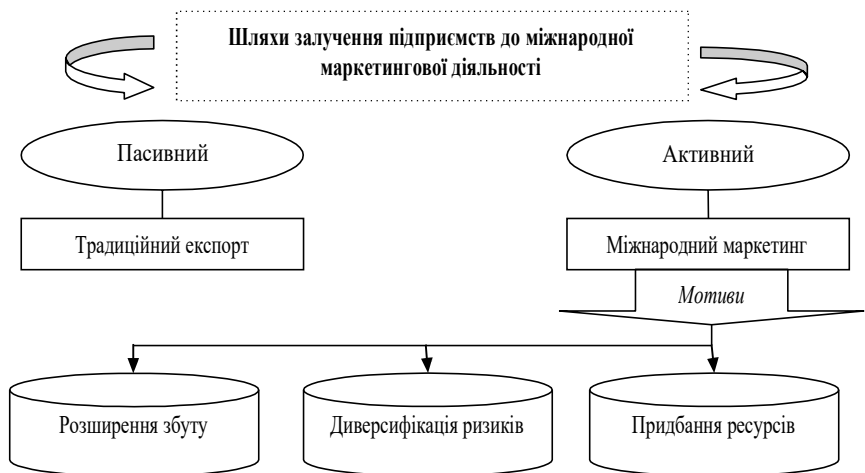 Шляхи залучення підприємств до міжнародної
маркетингової діяльності
Пасивний
Активний
Традиційний експорт
Міжнародний маркетинг
Мотиви
Розширення збуту
Диверсифікація ризиків
Придбання ресурсів